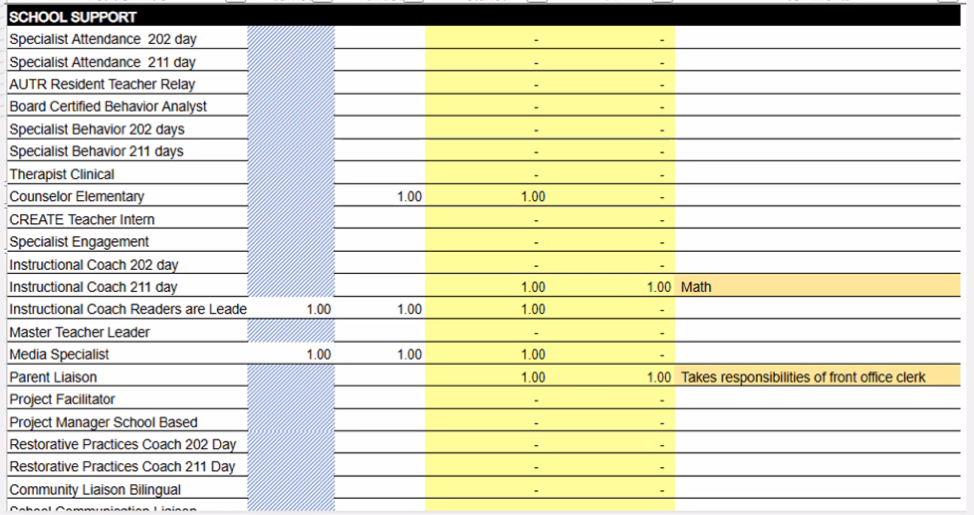 SCHOOL SUPPORT
Specialist Attendance 202 day - -
Specialist Attendance 211 day - -
AUTR Resident Teacher Relay - -
Board Certified Behavior Analyst - -
Specialist Behavior 202 days - -
Specialist Behavior 211 days - -
Therapist Clinical - -
Counselor Elementary 1.00 1.00 -
CREATE Teacher Intern - -
Specialist Engagement - -
Instructional Coach 202 day - -
Instructional Coach 211 day 1.00 1.00 Math
Instructional Coach Readers are Leade 1.00 1.00 1.00 -
Master Teacher Leader - -
Media Specialist 1.00 1.00 1.00 -
Parent Liaison 1.00 1.00 Takes responsibilities of front office clerk
Project Facilitator - -
Project Manager School Based - -
Restorative Practices Coach 202 Day - -
Restorative Practices Coach 211 Day - -
Community Liaison Bilingual - -
School Communication Liaison